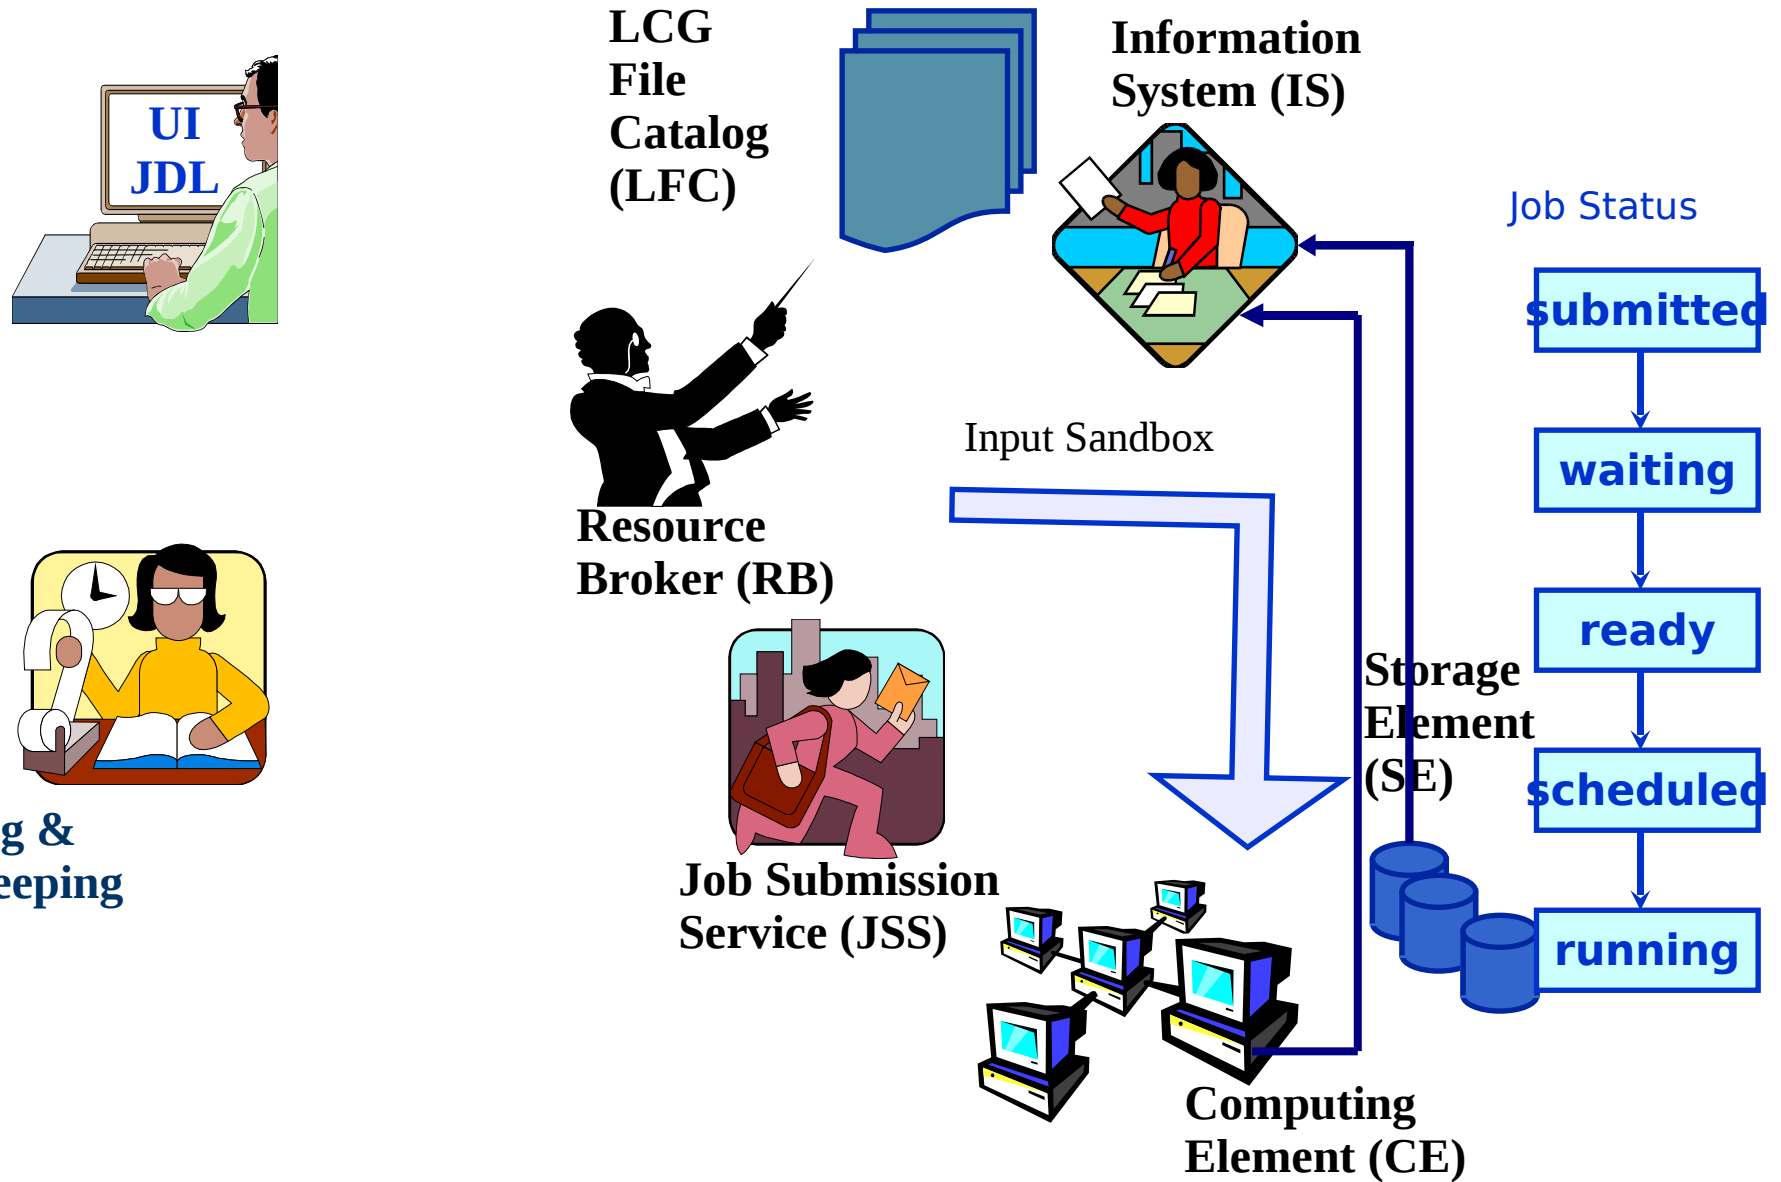 UI
JDL
LCG
File
Catalog
(LFC)
Information
System (IS)
Job Status
submitted
waiting
ready
scheduled
running
Input Sandbox
Resource
Broker (RB)
Storage
Element
(SE)
g &
eeping
Job Submission
Service (JSS)
Computing
Element (CE)